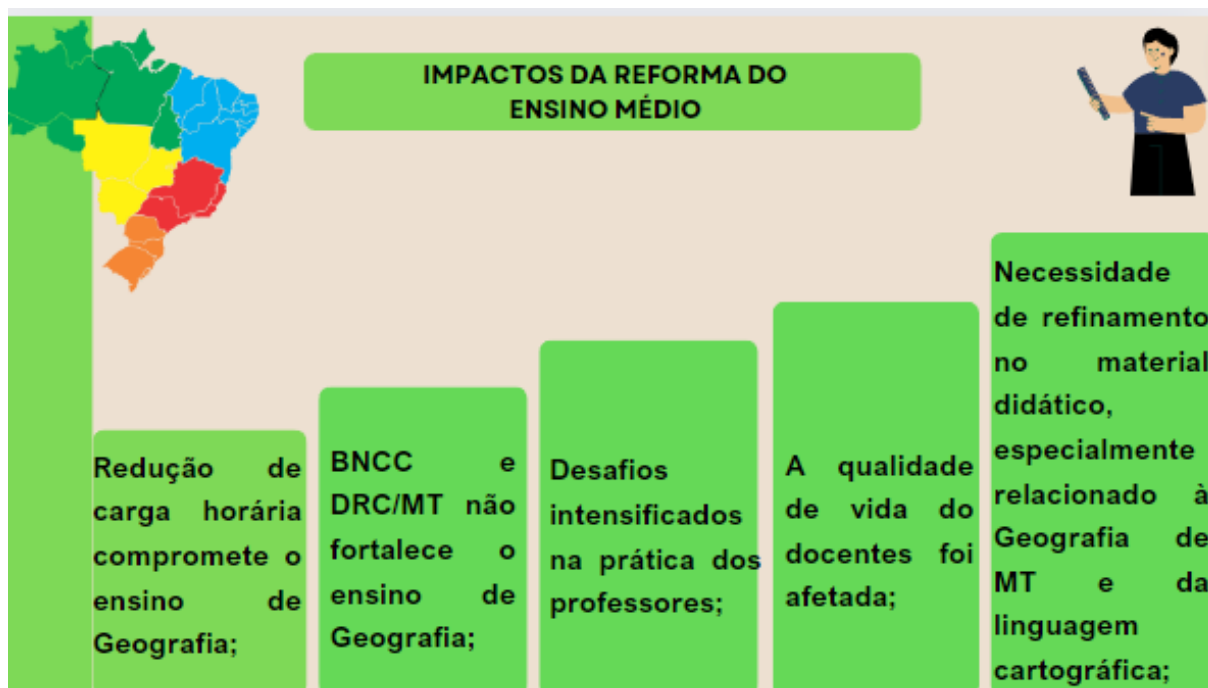 IMPACTOS DA REFORMA DO
ENSINO MÉDIO
Redução de
carga horária
compromete o
ensino de
Geografia;
BNCC e
DRC/MT não
fortalece o
ensino de
Geografia;
Desafios
intensificados
na prática dos
professores;
A qualidade
de vida do
docentes foi
afetada;
Necessidade
de refinamento
no material
didático,
especialmente
relacionado à
Geografia de
MT e da
linguagem
cartográfica;